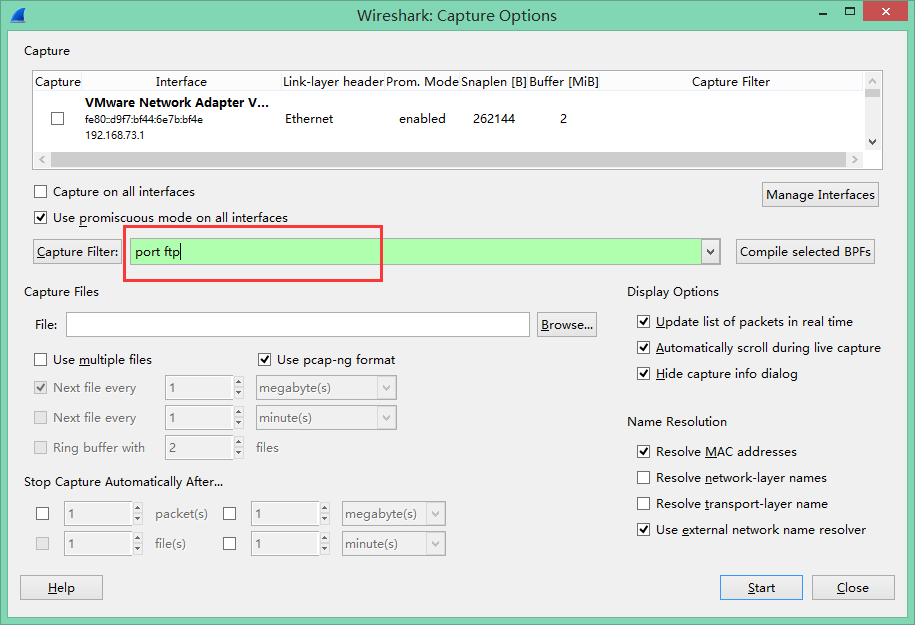 Wireshark: Capture Options
Capture
Capture Interface Link-layer header Prom. Mode Snaplen [B] Buffer [MiB] Capture Filter
VMware Network Adapter V...
fe80::d9f7:bf44:6e7b:bf4e
Ethernet enabled 262144 2
192.168.73.1
Capture on all interfaces
Manage Interfaces
Use promiscuous mode on all interfaces
Capture Filter: port ftp Compile selected BPFs
Capture Files
File: Browse...
Use multiple files Use pcap-ng format
Next file every 1 megabyte(s)
Next file every 1 minute(s)
Ring buffer with 2 files
Stop Capture Automatically After...
1 packet(s) 1 megabyte(s)
1 file(s) 1 minute(s)
Display Options
Update list of packets in real time
Automatically scroll during live capture
Hide capture info dialog
Name Resolution
Resolve MAC addresses
Resolve network-layer names
Resolve transport-layer name
Use external network name resolver
Help Start Close